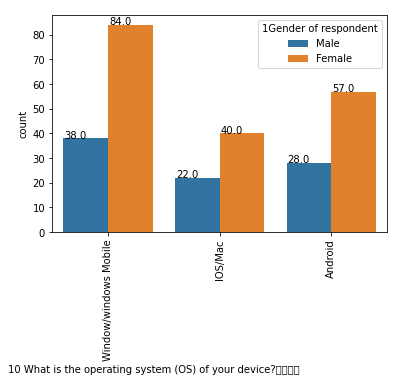 84.0
1Gender of respondent
Male
Female
80
70
60
57.0
50
count
40
40.0
38.0
30
28.0
22.0
20
10
0
Window/windows Mobile
IOS/Mac
Android
10 What is the operating system (OS) of your device?